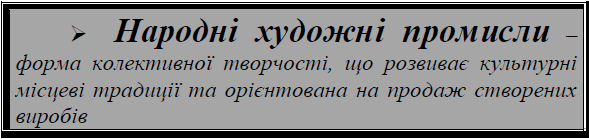 ➢ Народні художні промисли –
форма колективної творчості, що розвиває культурні
місцеві традиції та орієнтована на продаж створених
виробів